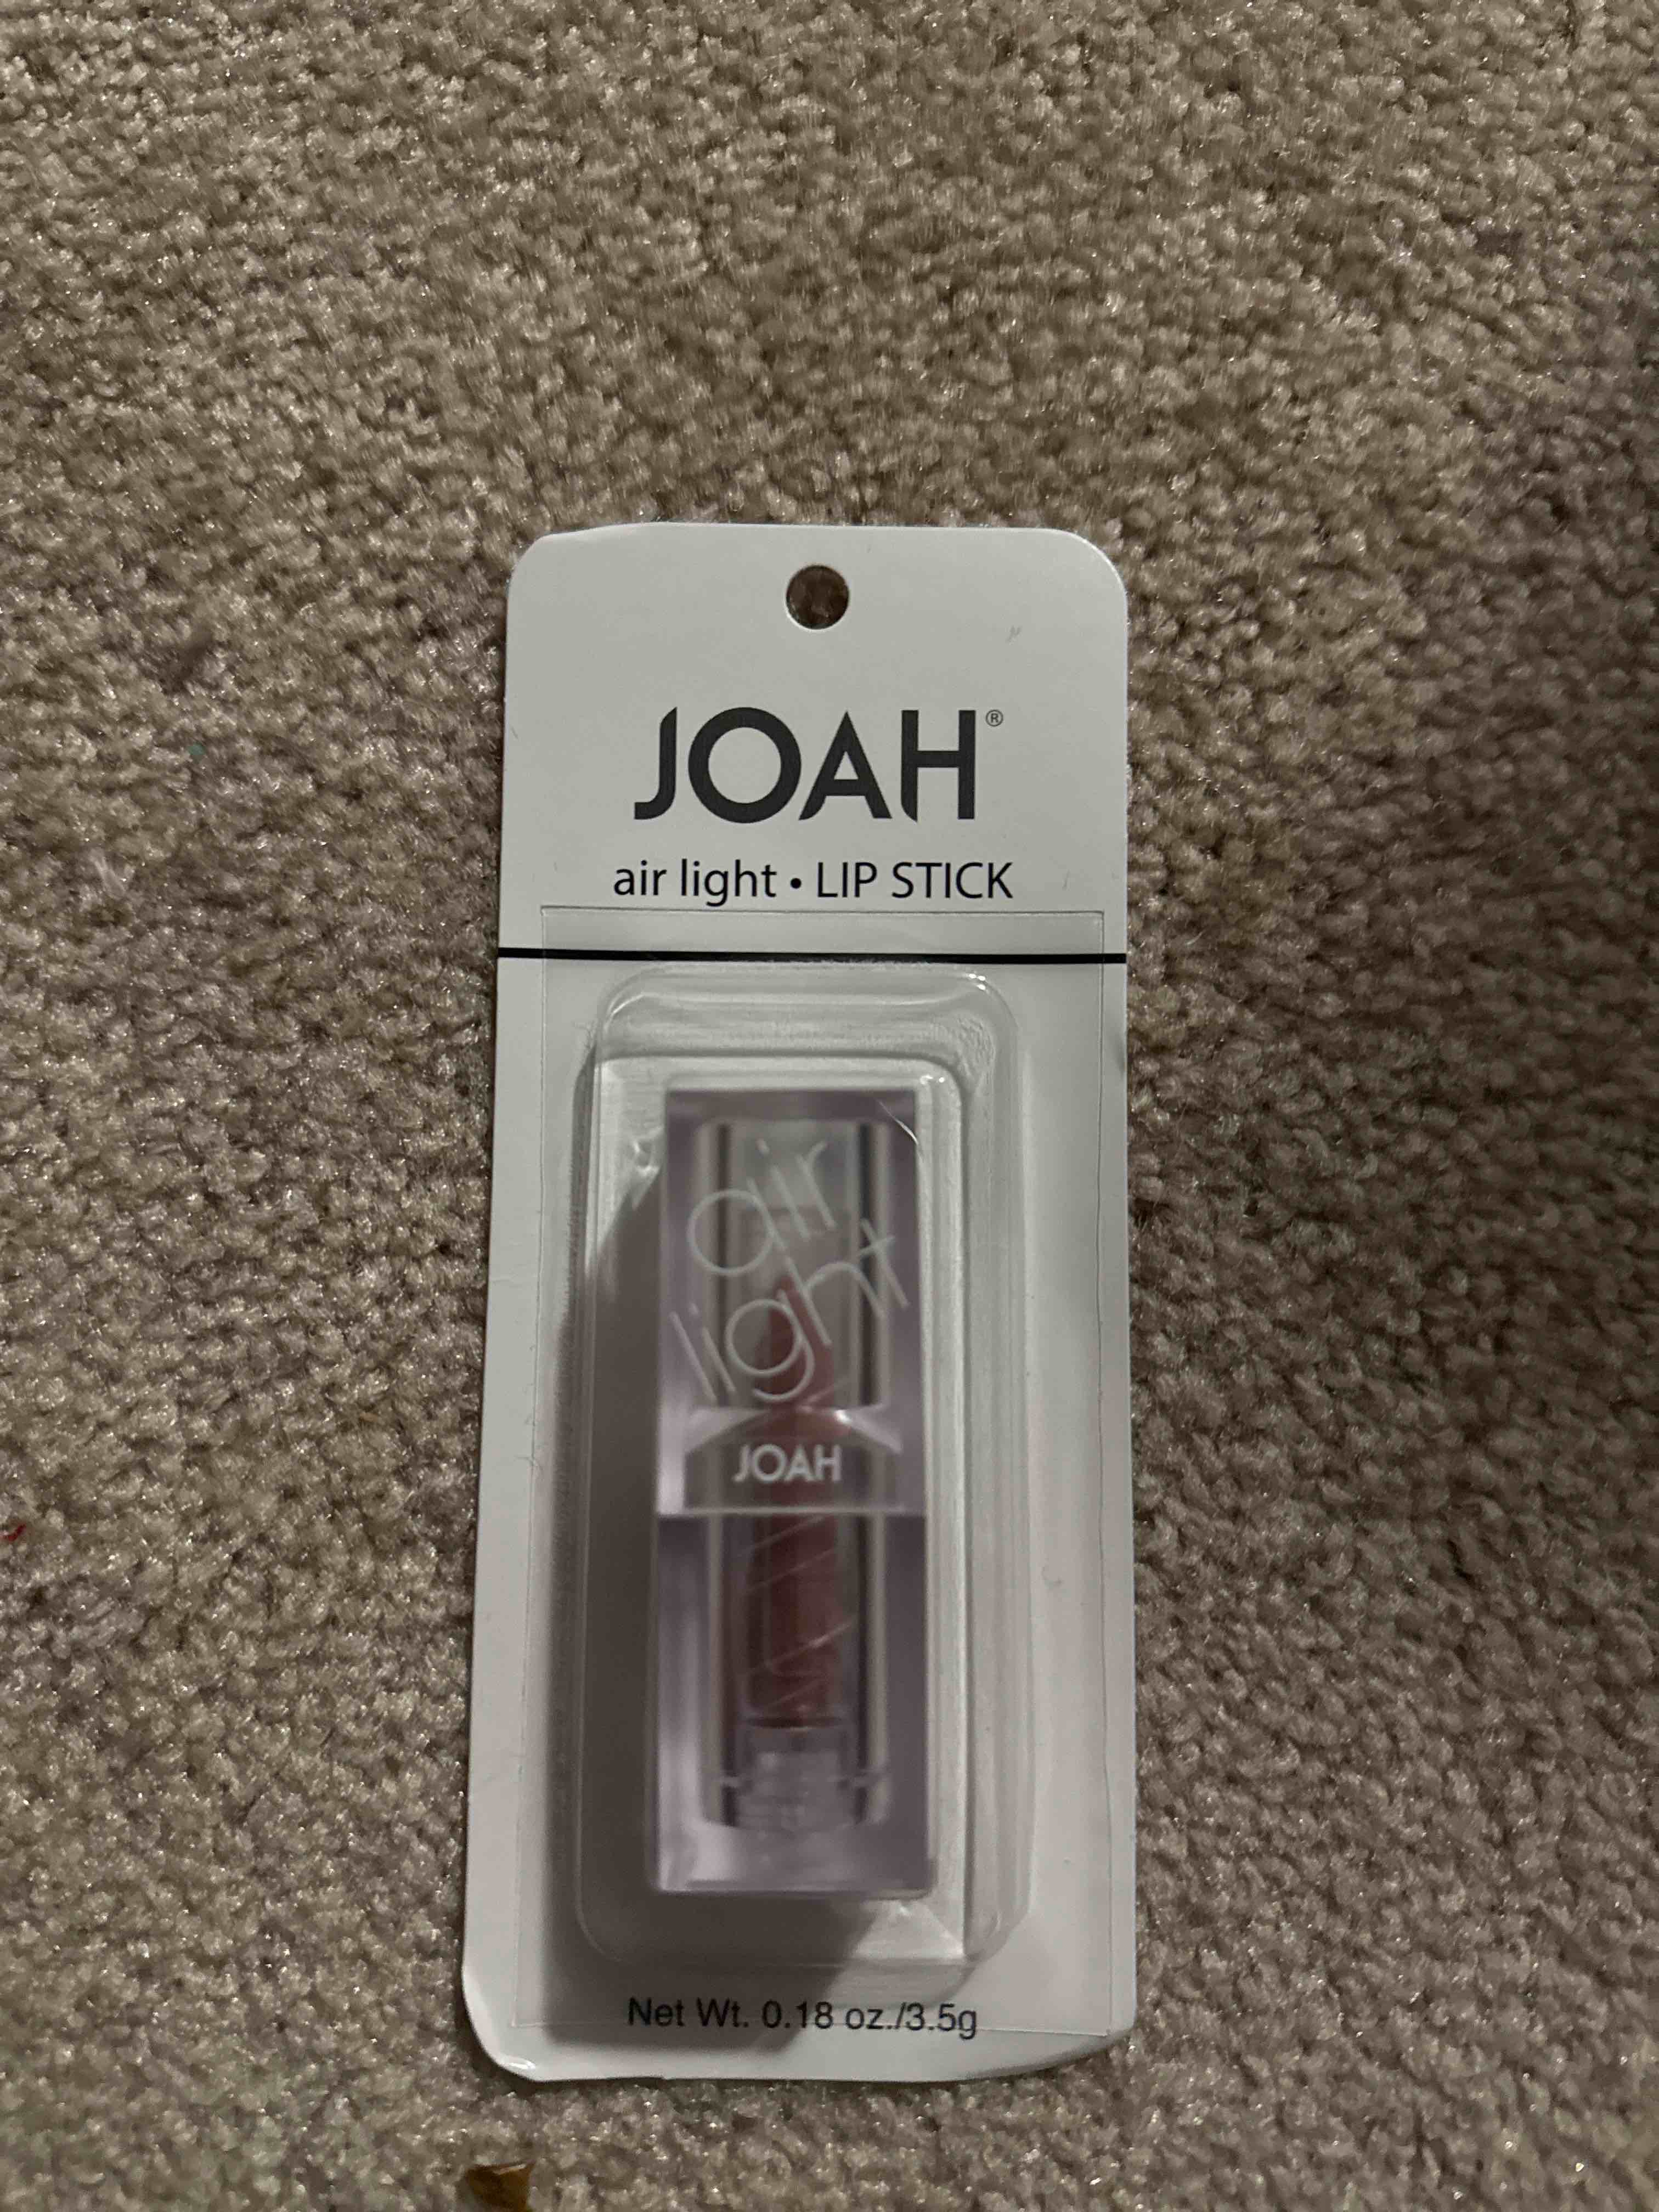 JOAH®
air light • LIP STICK
air
light
JOAH
Net Wt. 0.18 oz./3.5g